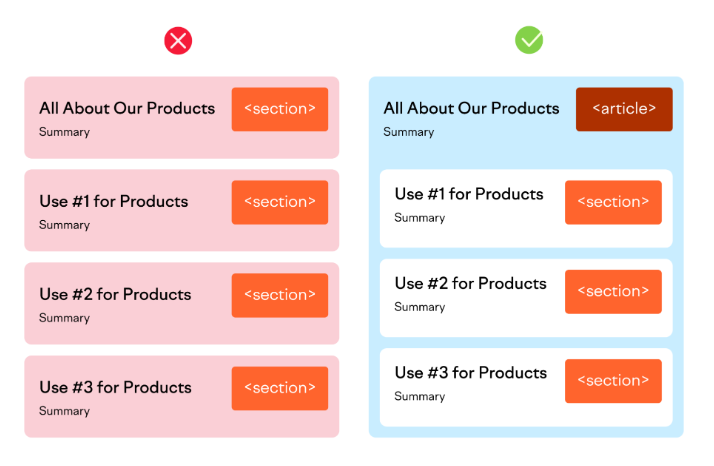 All About Our Products <section>
Summary
Use #1 for Products <section>
Summary
Use #2 for Products <section>
Summary
Use #3 for Products <section>
Summary
All About Our Products <article>
Summary
Use #1 for Products <section>
Summary
Use #2 for Products <section>
Summary
Use #3 for Products <section>
Summary